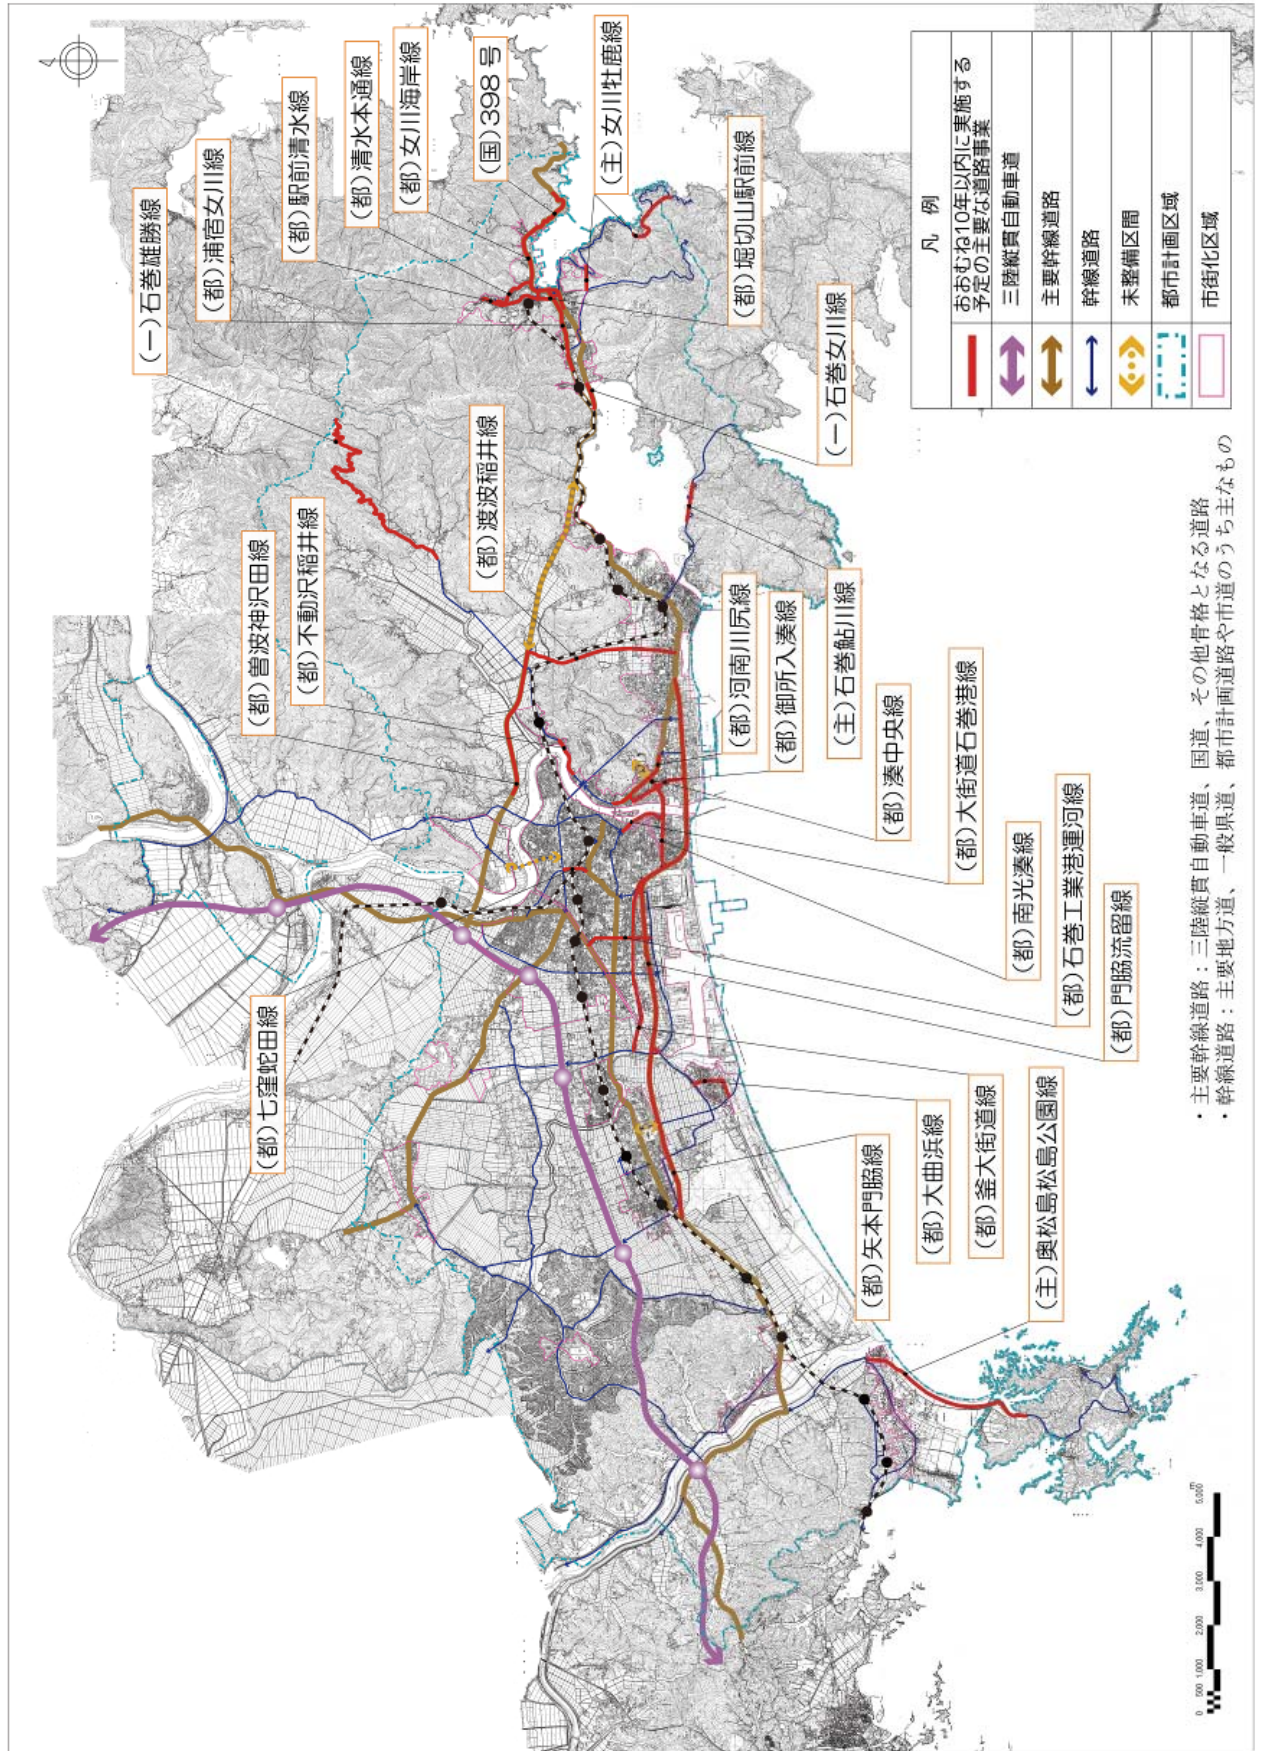 (一)石巻雄勝線
(都)浦宿女川線
(都)駅前清水線
(都)清水本通線
(都)女川海岸線
(国)398号
(主)女川牡鹿線
(都)堀切山駅前線
(一)石巻女川線
(都)渡波稲井線
(都)曽波神沢田線
(都)不動沢稲井線
(都)河南川尻線
(都)御所入湊線
(主)石巻鮎川線
(都)湊中央線
(都)大街道石巻港線
(都)南光湊線
(都)石巻工業港運河線
(都)門脇流留線
(都)七窪蛇田線
(都)矢本門脇線
(都)大曲浜線
(都)釜大街道線
(主)奥松島松島公園線
凡 例
おおむね10年以内に実施する
予定の主要な道路事業
三陸縦貫自動車道
主要幹線道路
幹線道路
未整備区間
都市計画区域
市街化区域
・主要幹線道路:三陸縦貫自動車道、国道、その他骨格となる道路
・幹線道路:主要地方道、一般県道、都市計画道路や市道のうち主なもの
0 500 1,000 2,000 3,000 4,000 5,000 m